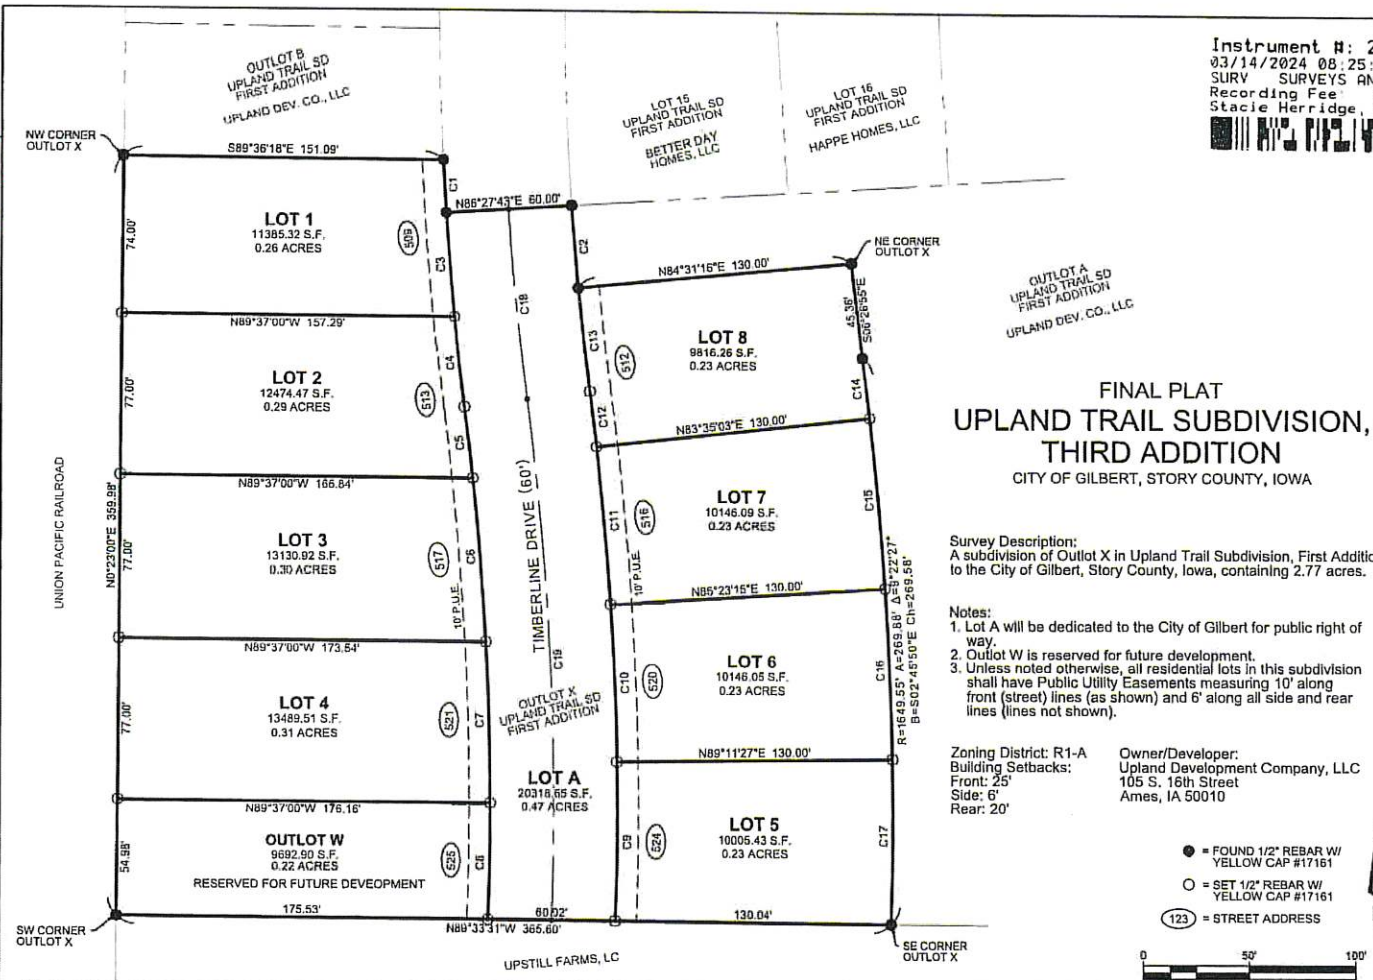 Instrument #: 2
03/14/2024 08:25:
SURV SURVEYS AN
Recording Fee
Stacie Herridge,
OUTLOT B
UPLAND TRAIL SD
FIRST ADDITION
UPLAND DEV. CO., LLC
LOT 15
UPLAND TRAIL SD
FIRST ADDITION
BETTER DAY
HOMES, LLC
LOT 16
UPLAND TRAIL SD
FIRST ADDITION
HAPPE HOMES, LLC
NW CORNER
OUTLOT X
S89°36'18"E 151.09'
C1
N86°27'43"E 60.00'
74.00'
LOT 1
11385.32 S.F.
0.26 ACRES
509
C3
C2
C18
NE CORNER
OUTLOT X
N84°31'16"E 130.00'
OUTLOT A
UPLAND TRAIL SD
FIRST ADDITION
UPLAND DEV. CO., LLC
45.36'
S06°26'55"E
N89°37'00"W 157.29'
C4
C13
512
LOT 8
9816.26 S.F.
0.23 ACRES
C14
77.00'
LOT 2
12474.47 S.F.
0.29 ACRES
513
C5
C12
N83°35'03"E 130.00'
FINAL PLAT
UPLAND TRAIL SUBDIVISION,
THIRD ADDITION
CITY OF GILBERT, STORY COUNTY, IOWA
UNION PACIFIC RAILROAD
N0°23'00"E 359.98'
N89°37'00"W 166.84'
TIMBERLINE DRIVE (60')
C11
516
LOT 7
10146.09 S.F.
0.23 ACRES
C15
77.00'
LOT 3
13130.92 S.F.
0.30 ACRES
517
C6
10' P.U.E.
10' P.U.E.
N85°23'15"E 130.00'
R=1649.55' A=269.88' Δ=9°22'27"
B=S02°45'50"E Ch=269.58'
Survey Description:
A subdivision of Outlot X in Upland Trail Subdivision, First Additio
to the City of Gilbert, Story County, Iowa, containing 2.77 acres.
Notes:
1. Lot A will be dedicated to the City of Gilbert for public right of
way.
2. Outlot W is reserved for future development.
3. Unless noted otherwise, all residential lots in this subdivision
shall have Public Utility Easements measuring 10' along
front (street) lines (as shown) and 6' along all side and rear
lines (lines not shown).
N89°37'00"W 173.54'
C19
C10
520
LOT 6
10146.05 S.F.
0.23 ACRES
C16
77.00'
LOT 4
13489.51 S.F.
0.31 ACRES
521
C7
OUTLOT X
UPLAND TRAIL SD
FIRST ADDITION
N89°11'27"E 130.00'
LOT A
20318.65 S.F.
0.47 ACRES
N89°37'00"W 176.16'
54.98'
OUTLOT W
9692.90 S.F.
0.22 ACRES
RESERVED FOR FUTURE DEVEOPMENT
525
C8
C9
524
LOT 5
10005.43 S.F.
0.23 ACRES
C17
175.53'
60.02'
130.04'
N89°33'31"W 365.60'
SW CORNER
OUTLOT X
UPSTILL FARMS, LC
SE CORNER
OUTLOT X
Zoning District: R1-A
Building Setbacks:
Front: 25'
Side: 6'
Rear: 20'
Owner/Developer:
Upland Development Company, LLC
105 S. 16th Street
Ames, IA 50010
= FOUND 1/2" REBAR W/
YELLOW CAP #17161
= SET 1/2" REBAR W/
YELLOW CAP #17161
123 = STREET ADDRESS
0 50' 100'